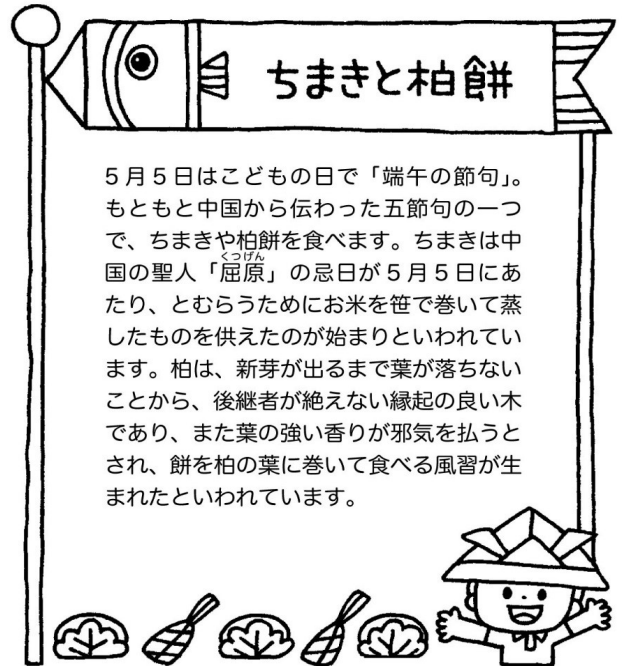 ちまきと柏餅
5月5日はこどもの日で「端午の節句」。
もともと中国から伝わった五節句の一つ
で、ちまきや柏餅を食べます。ちまきは中
くつげん
国の聖人「屈原」の忌日が5月5日にあ
たり、とむらうためにお米を笹で巻いて蒸
したものを供えたのが始まりといわれてい
ます。柏は、新芽が出るまで葉が落ちない
ことから、後継者が絶えない縁起の良い木
であり、また葉の強い香りが邪気を払うと
され、餅を柏の葉に巻いて食べる風習が生
まれたといわれています。